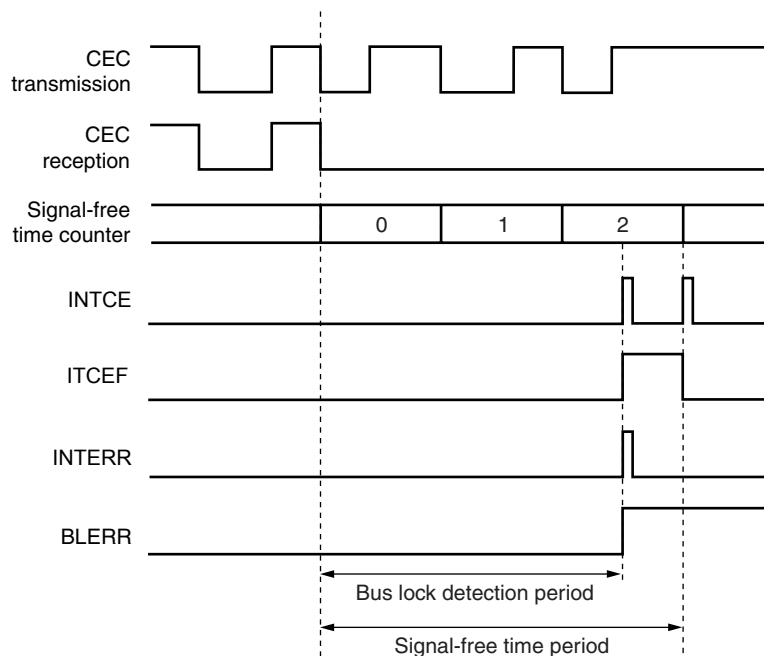 CEC
transmission
CEC
reception
Signal-free
time counter
0 1 2
INTCE
ITCEF
INTERR
BLERR
Bus lock detection period
Signal-free time period